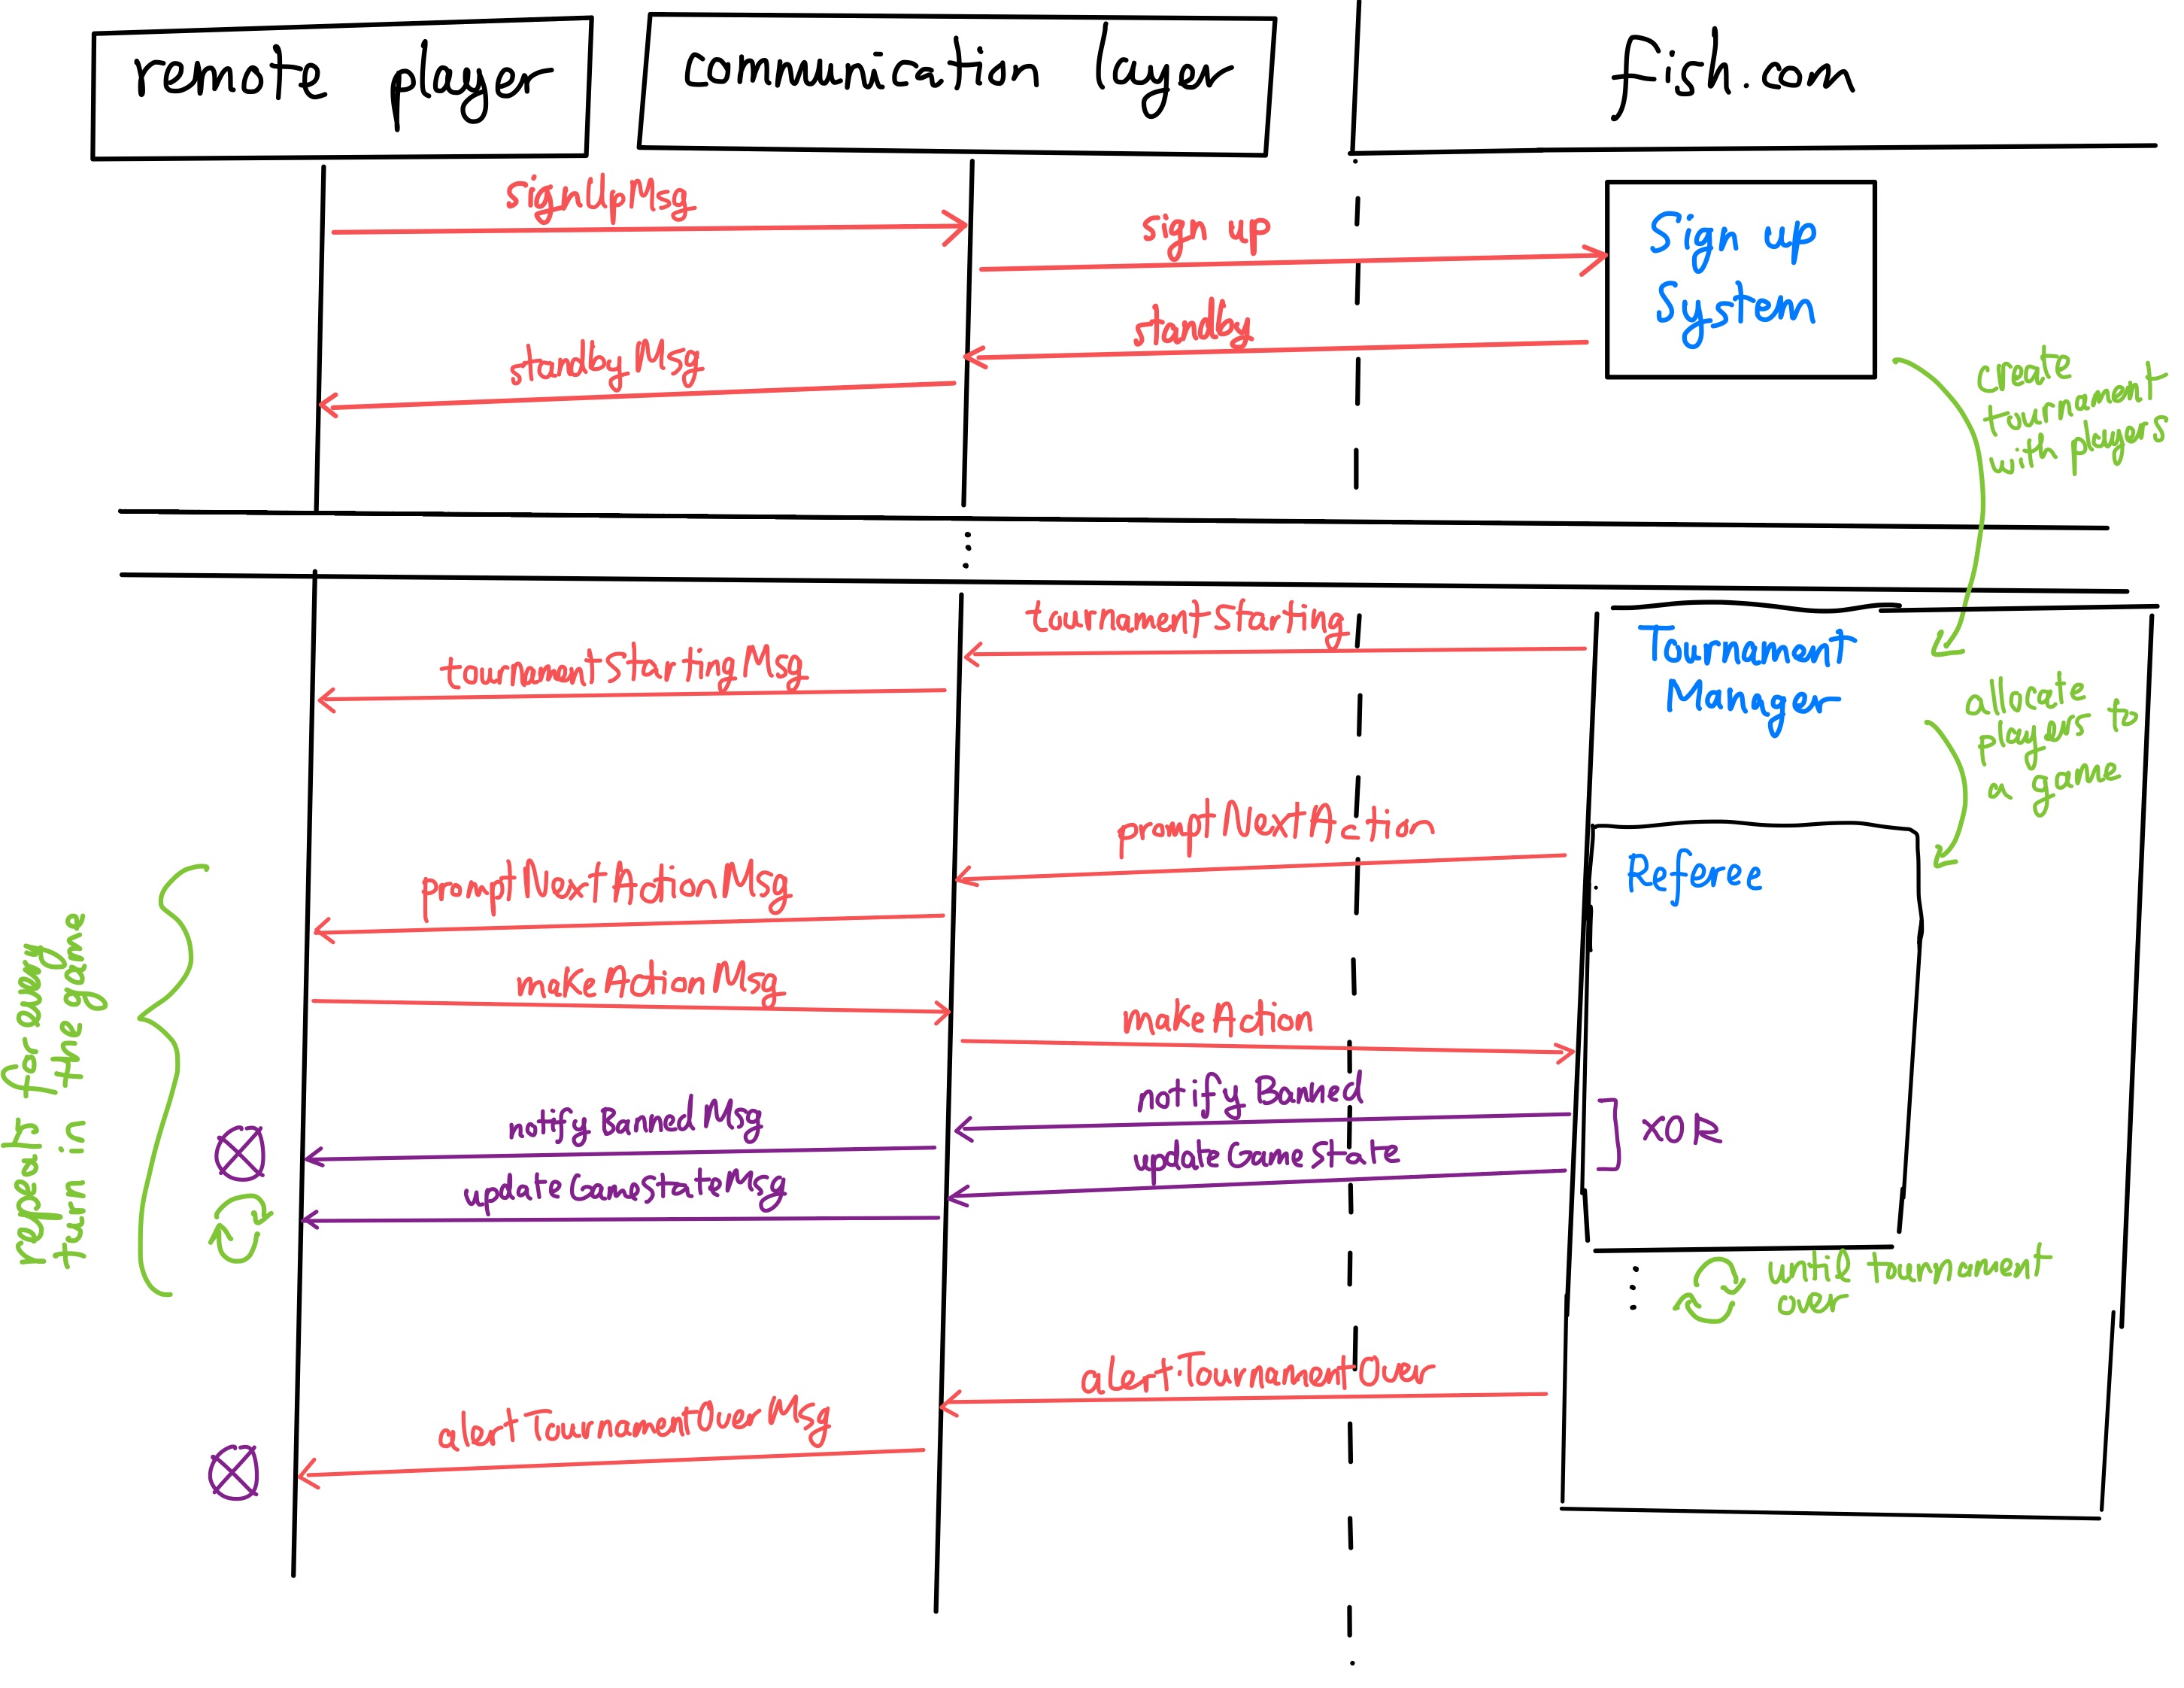 remote player
communication layer
fish.com
signUpMsg
sign up
Sign up
System
standby
standbyMsg
create
tournament
with players
tournamentStarting
tournamentStartingMsg
Tournament
Manager
allocate
players to
a game
promptNextAction
promptNextActionMsg
Referee
makeActionMsg
makeAction
repeat for every
turn in the game
notifyBanned
notifyBannedMsg
XOR
updateGameState
updateGameStateMsg
until tournament
over
alertTournamentOver
alertTournamentOverMsg